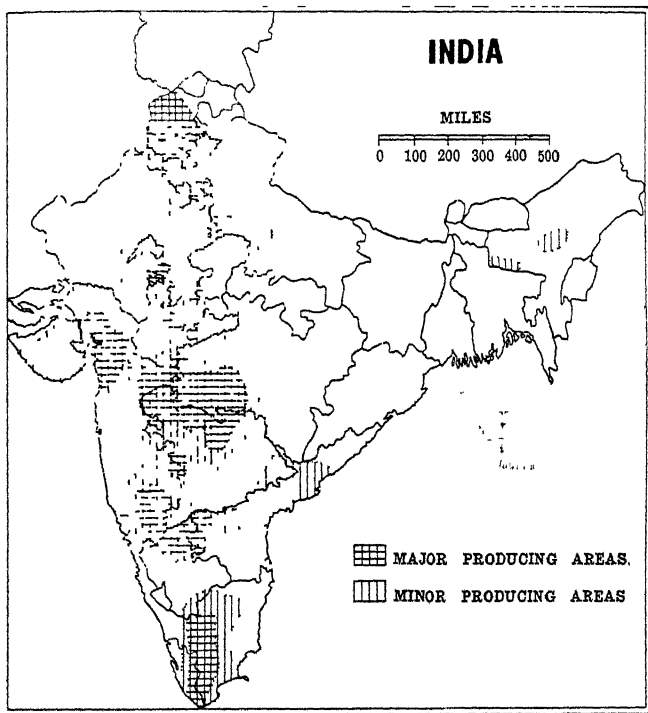 INDIA
MILES
0 100 200 300 400 500
MAJOR PRODUCING AREAS.
MINOR PRODUCING AREAS